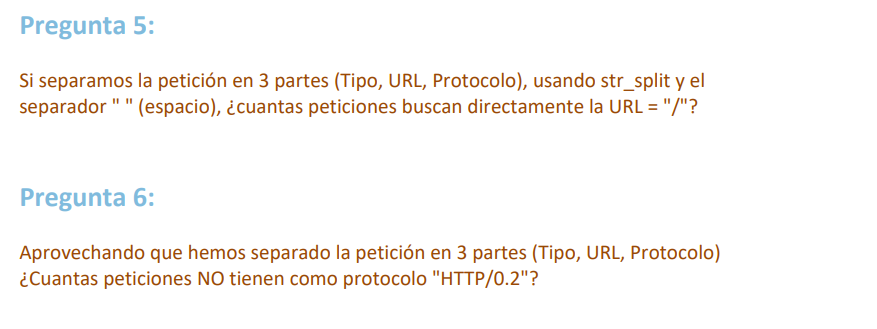 Pregunta 5:
Si separamos la petición en 3 partes (Tipo, URL, Protocolo), usando str_split y el
separador " " (espacio), ¿cuantas peticiones buscan directamente la URL = "/"?
Pregunta 6:
Aprovechando que hemos separado la petición en 3 partes (Tipo, URL, Protocolo)
¿Cuantas peticiones NO tienen como protocolo "HTTP/0.2"?